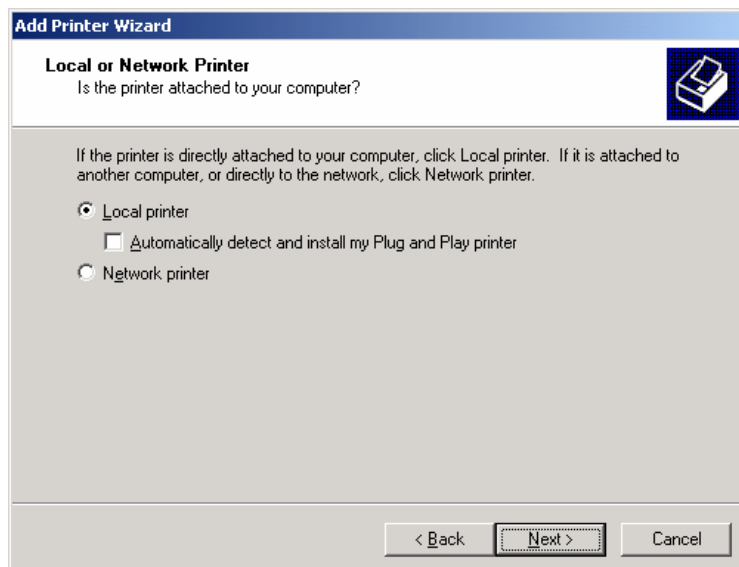 Add Printer Wizard
Local or Network Printer
Is the printer attached to your computer?
If the printer is directly attached to your computer, click Local printer.  If it is attached to
another computer, or directly to the network, click Network printer.
Local printer
Automatically detect and install my Plug and Play printer
Network printer
< Back
Next >
Cancel